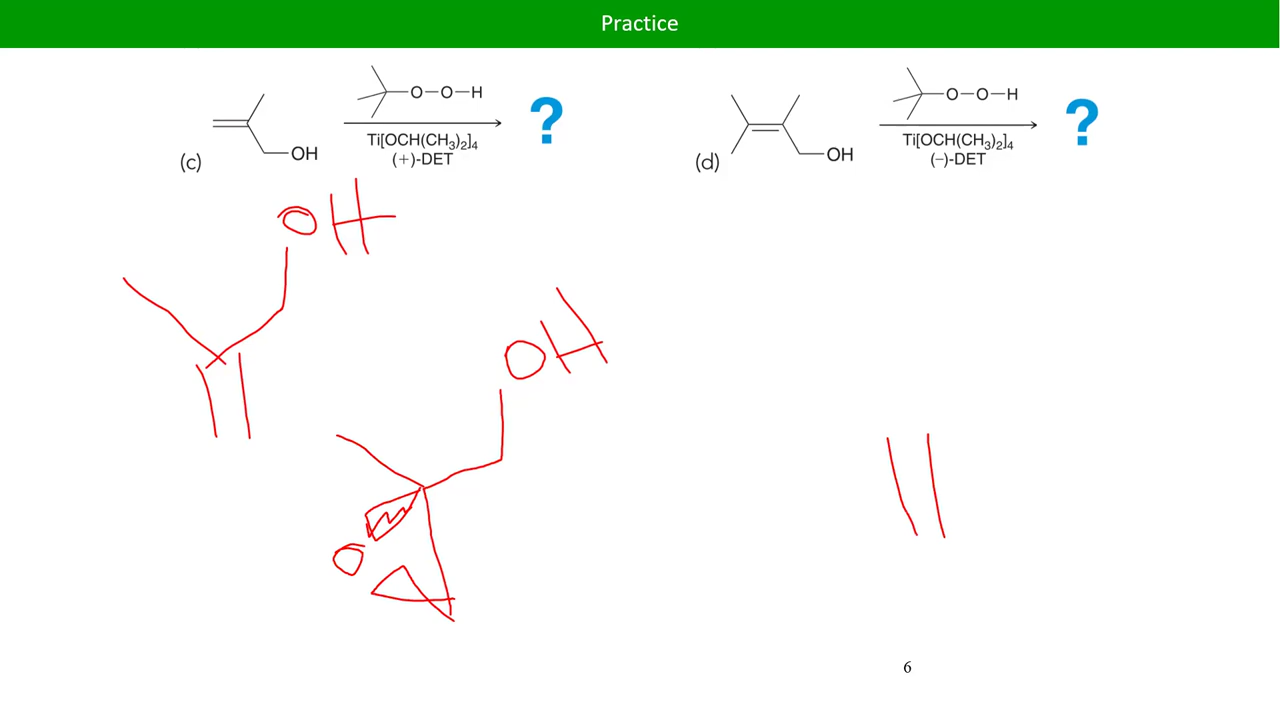 Practice
O–O–H
Ti[OCH(CH₃)₂]₄
(+)-DET
?
OH
(c)
O–O–H
Ti[OCH(CH₃)₂]₄
(−)-DET
?
OH
(d)
OH
OH
O
6